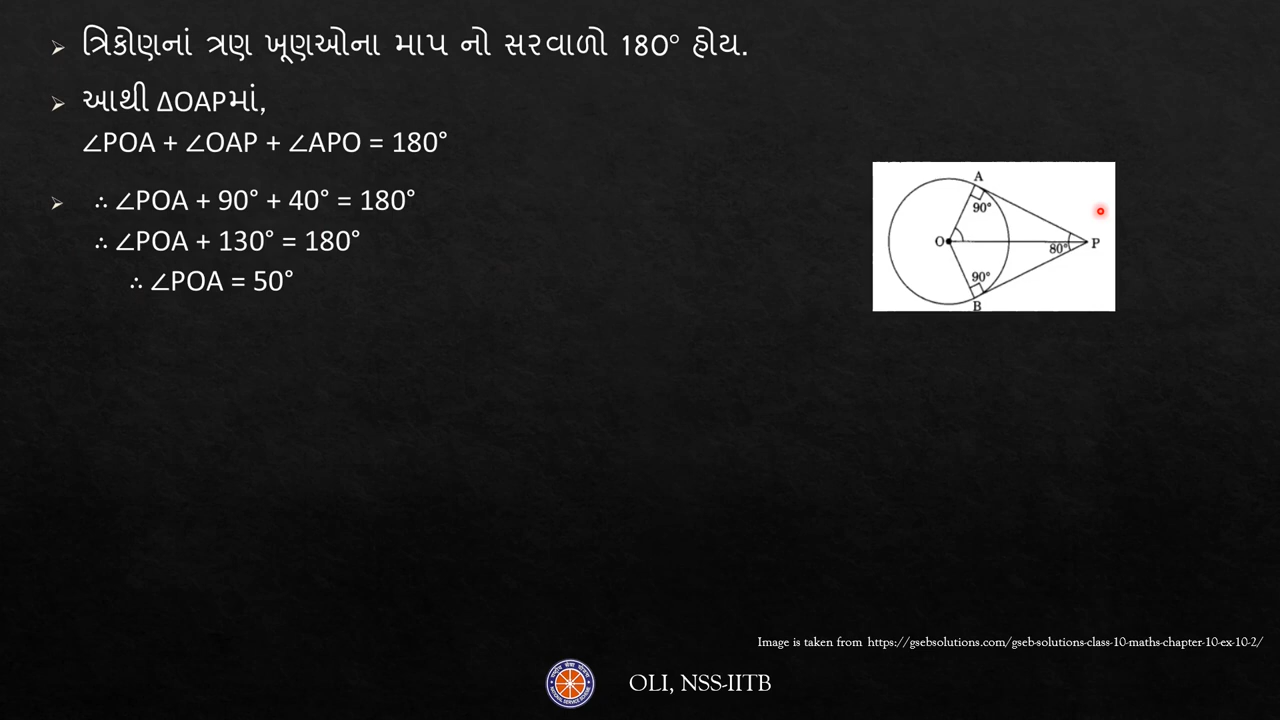 ત્રિકોણનાં ત્રણ ખૂણઓના માપ નો સરવાળો 180° હોય.
આથી ∆OAPમાં,
∠POA + ∠OAP + ∠APO = 180°
∴ ∠POA + 90° + 40° = 180°
∴ ∠POA + 130° = 180°
∴ ∠POA = 50°
A
90°
O
80°
P
90°
B
Image is taken from https://gsebsolutions.com/gseb-solutions-class-10-maths-chapter-10-ex-10-2/
OLI, NSS-IITB